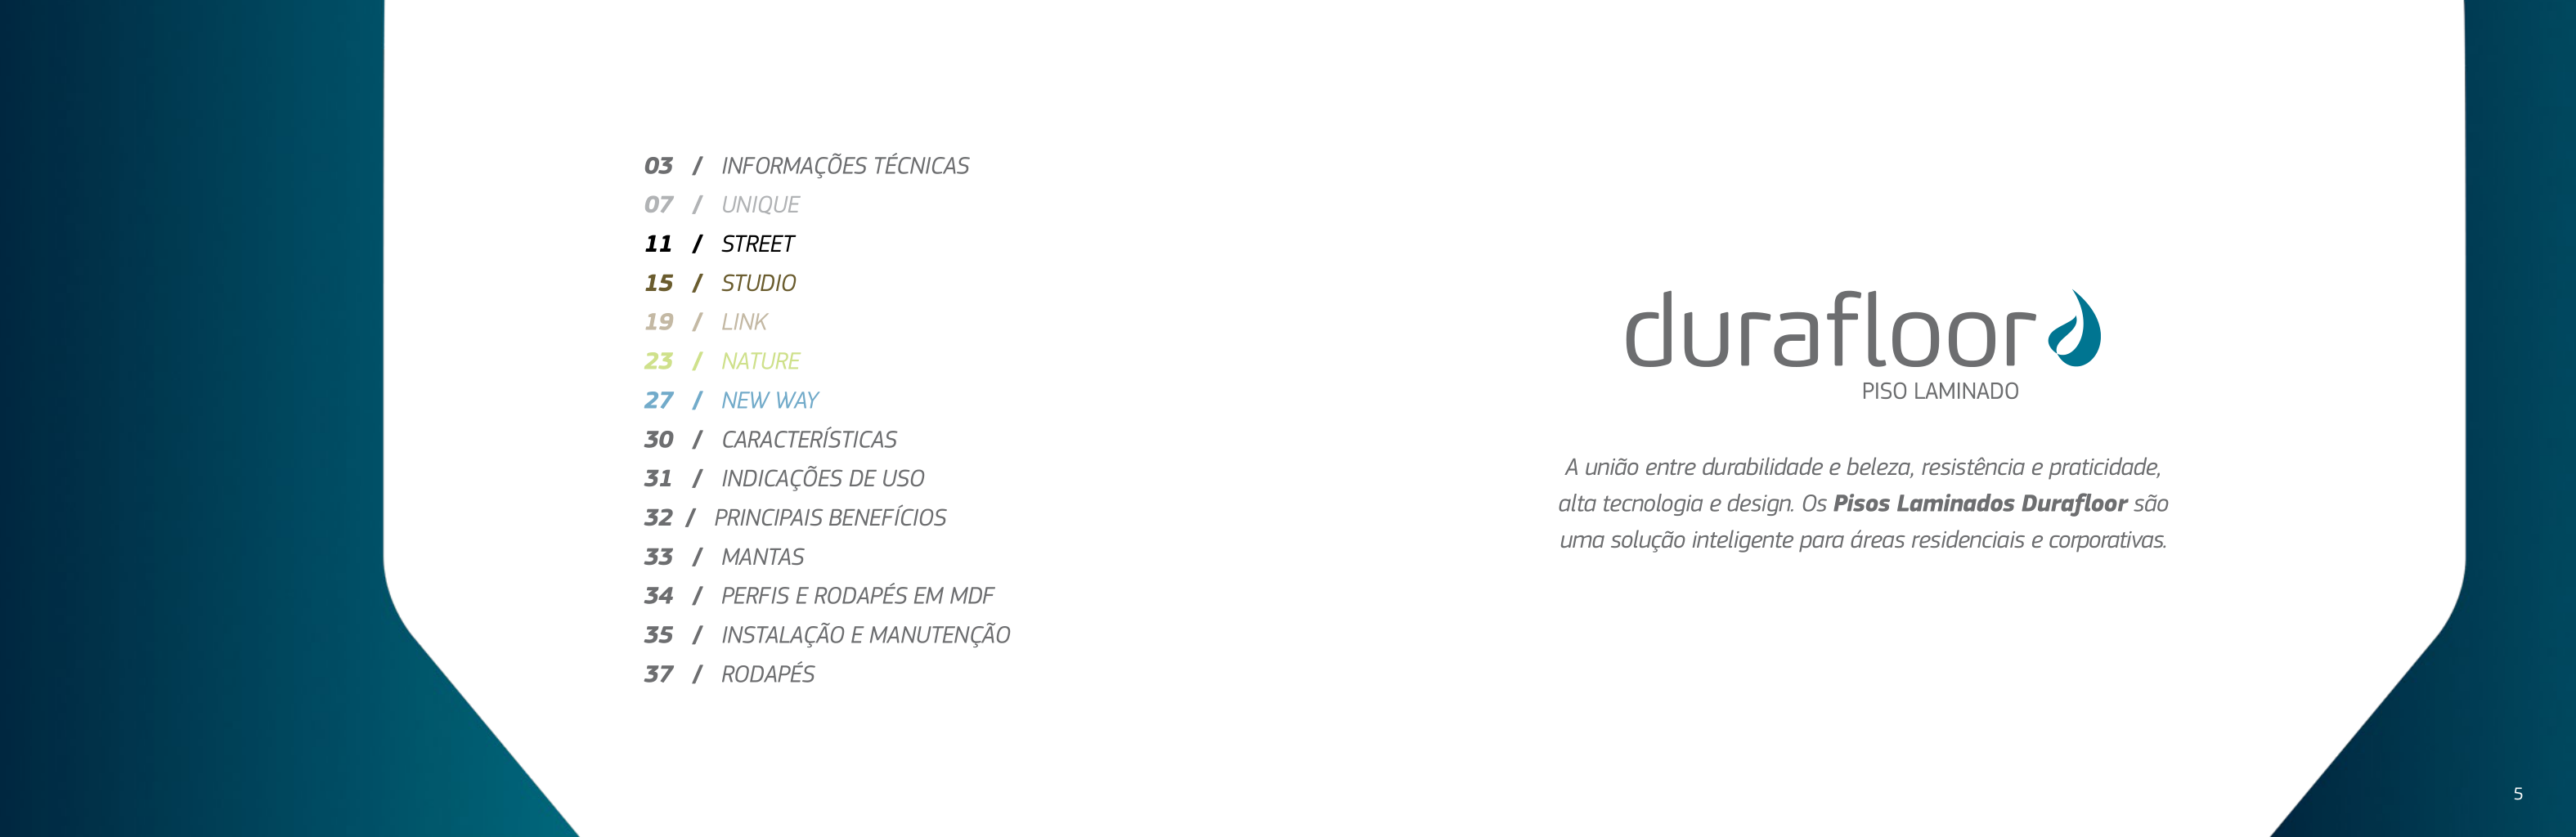 03 / INFORMAÇÕES TÉCNICAS
07 / UNIQUE
11 / STREET
15 / STUDIO
19 / LINK
23 / NATURE
27 / NEW WAY
30 / CARACTERÍSTICAS
31 / INDICAÇÕES DE USO
32 / PRINCIPAIS BENEFÍCIOS
33 / MANTAS
34 / PERFIS E RODAPÉS EM MDF
35 / INSTALAÇÃO E MANUTENÇÃO
37 / RODAPÉS
durafloor
PISO LAMINADO
A união entre durabilidade e beleza, resistência e praticidade,
alta tecnologia e design. Os Pisos Laminados Durafloor são
uma solução inteligente para áreas residenciais e corporativas.
5